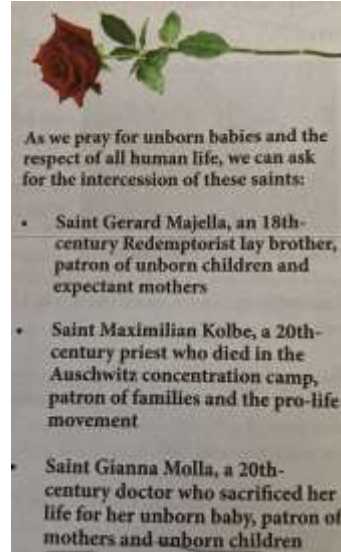 As we pray for unborn babies and the
respect of all human life, we can ask
for the intercession of these saints:
• Saint Gerard Majella, an 18th-
century Redemptorist lay brother,
patron of unborn children and
expectant mothers
• Saint Maximilian Kolbe, a 20th-
century priest who died in the
Auschwitz concentration camp,
patron of families and the pro-life
movement
• Saint Gianna Molla, a 20th-
century doctor who sacrificed her
life for her unborn baby, patron of
mothers and unborn children